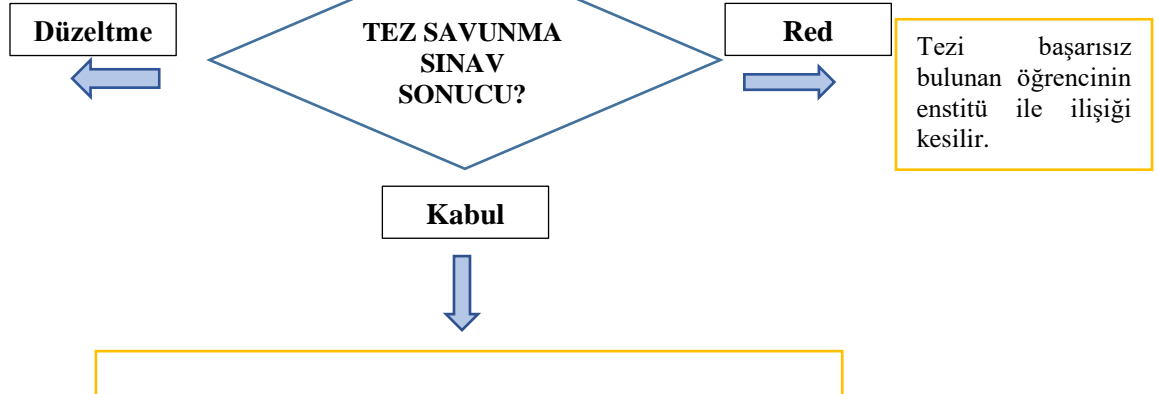 Düzeltme
TEZ SAVUNMA
SINAV
SONUCU?
Red
Tezi başarısız
bulunan öğrencinin
enstitü ile ilişiği
kesilir.
Kabul